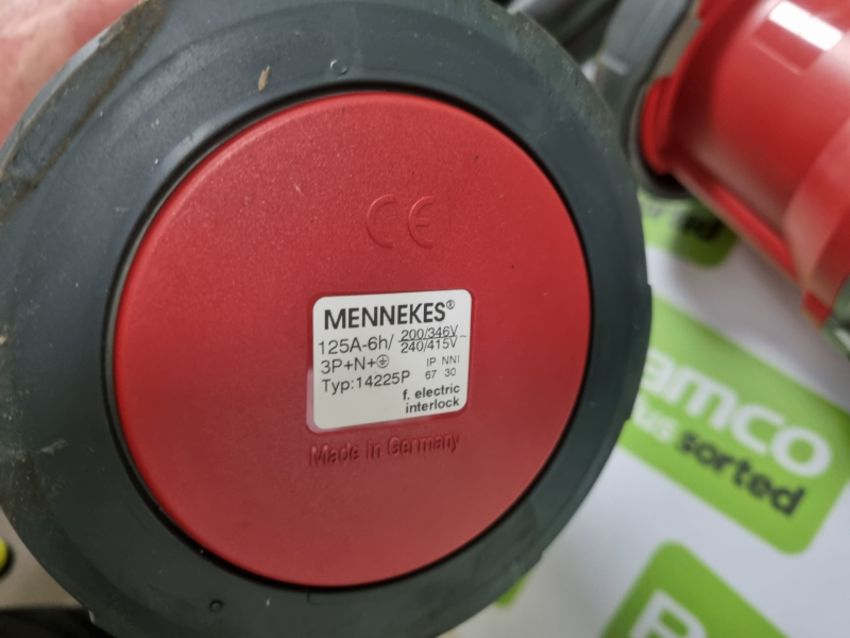 CE
MENNEKES®
125A-6h/ 200/346V~
240/415V
3P+N+⏚
IP NNI
Typ:14225P 67 30
f. electric
interlock
Made in Germany
amco
us sorted